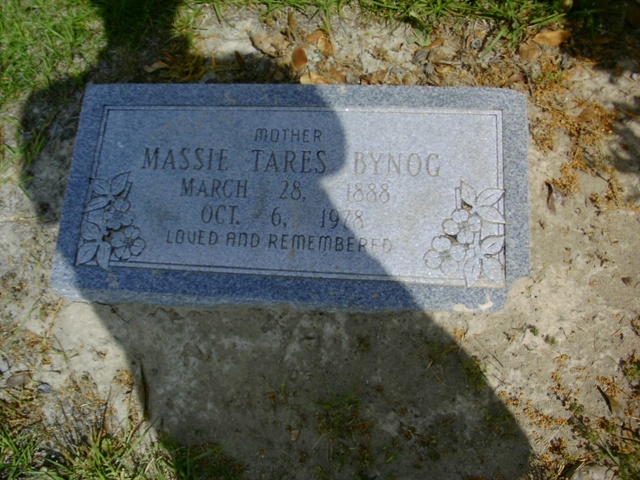 MOTHER
MASSIE TARES BYNOG
MARCH 28, 1888
OCT. 6, 1978
LOVED AND REMEMBERED